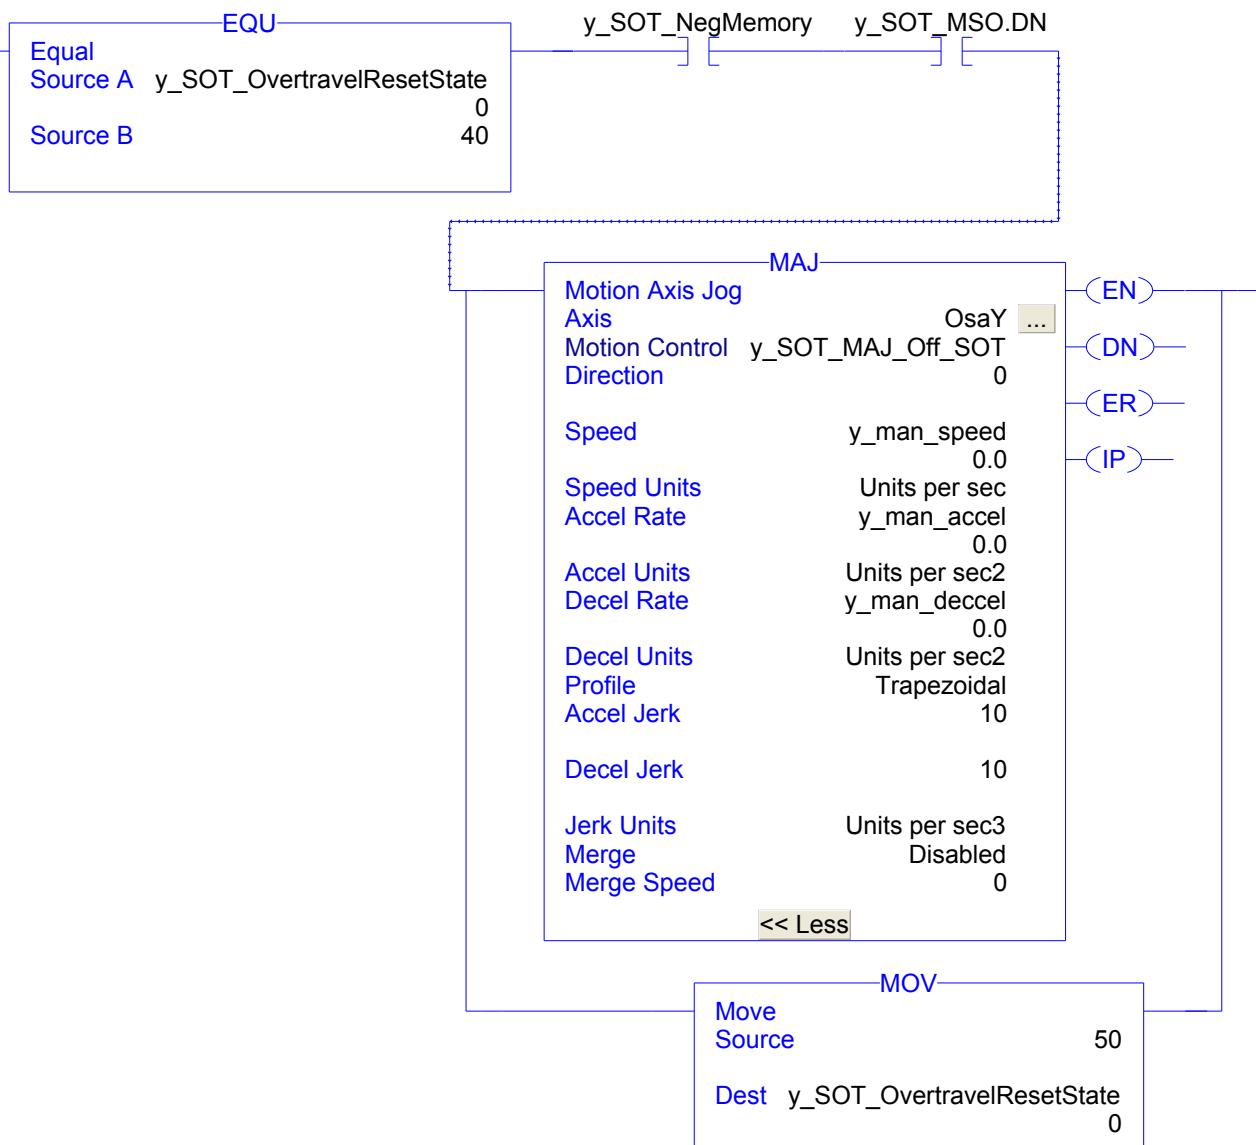 EQU
y_SOT_NegMemory y_SOT_MSO.DN
Equal
Source A y_SOT_OvertravelResetState
0
Source B 40
MAJ
Motion Axis Jog EN
Axis OsaY ...
Motion Control y_SOT_MAJ_Off_SOT DN
Direction 0
ER
Speed y_man_speed
0.0 IP
Speed Units Units per sec
Accel Rate y_man_accel
0.0
Accel Units Units per sec2
Decel Rate y_man_deccel
0.0
Decel Units Units per sec2
Profile Trapezoidal
Accel Jerk 10
Decel Jerk 10
Jerk Units Units per sec3
Merge Disabled
Merge Speed 0
<< Less
MOV
Move
Source 50
Dest y_SOT_OvertravelResetState
0